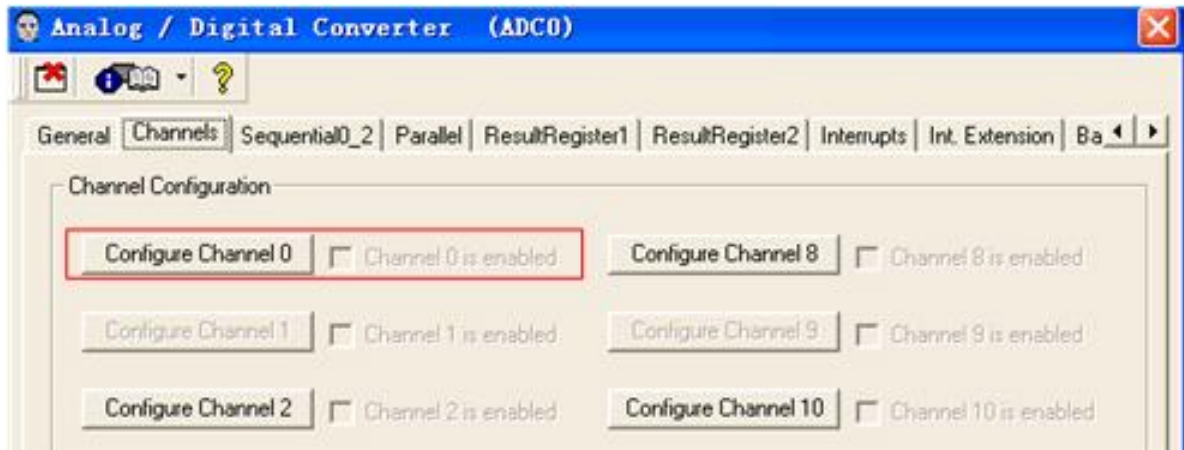 Analog / Digital Converter (ADC0)
General Channels Sequential0_2 Parallel ResultRegister1 ResultRegister2 Interrupts Int. Extension Ba
Channel Configuration
Configure Channel 0 Channel 0 is enabled Configure Channel 8 Channel 8 is enabled
Configure Channel 1 Channel 1 is enabled Configure Channel 9 Channel 9 is enabled
Configure Channel 2 Channel 2 is enabled Configure Channel 10 Channel 10 is enabled